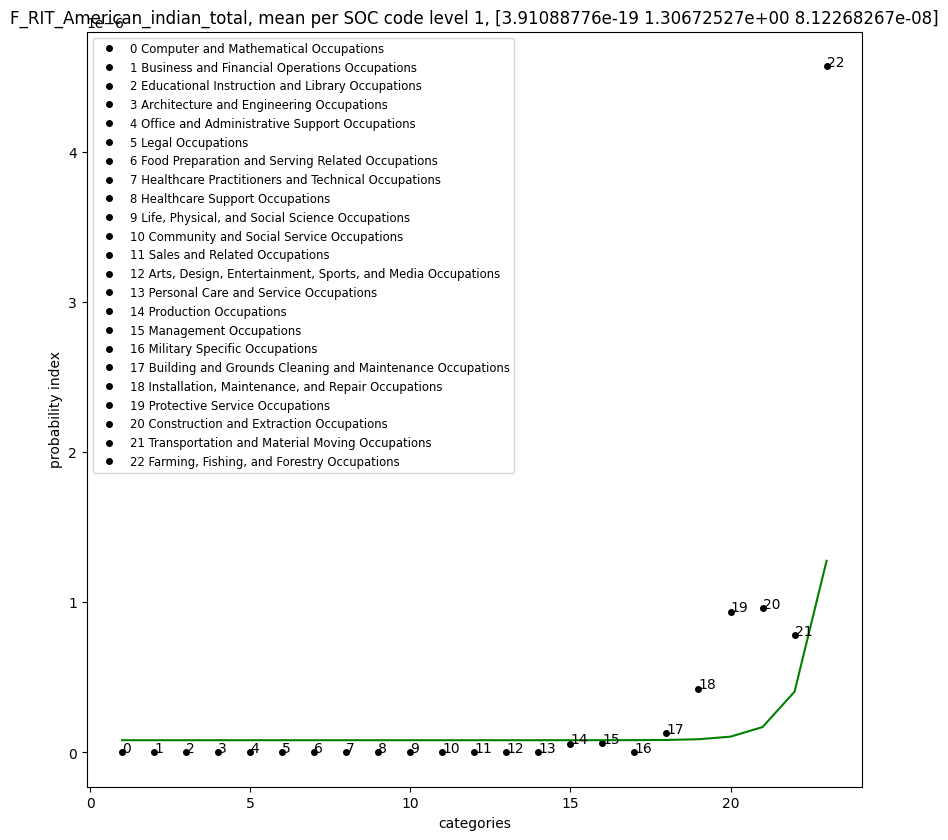 F_RIT_American_indian_total, mean per SOC code level 1, [3.91088776e-19 1.30672527e+00 8.12268267e-08]
1e−6
0 Computer and Mathematical Occupations
1 Business and Financial Operations Occupations
2 Educational Instruction and Library Occupations
3 Architecture and Engineering Occupations
4 Office and Administrative Support Occupations
5 Legal Occupations
6 Food Preparation and Serving Related Occupations
7 Healthcare Practitioners and Technical Occupations
8 Healthcare Support Occupations
9 Life, Physical, and Social Science Occupations
10 Community and Social Service Occupations
11 Sales and Related Occupations
12 Arts, Design, Entertainment, Sports, and Media Occupations
13 Personal Care and Service Occupations
14 Production Occupations
15 Management Occupations
16 Military Specific Occupations
17 Building and Grounds Cleaning and Maintenance Occupations
18 Installation, Maintenance, and Repair Occupations
19 Protective Service Occupations
20 Construction and Extraction Occupations
21 Transportation and Material Moving Occupations
22 Farming, Fishing, and Forestry Occupations
22
4
3
2
1
0
probability index
19 20
21
18
17
0 1 2 3 4 5 6 7 8 9 10 11 12 13 14 15 16
0 5 10 15 20
categories